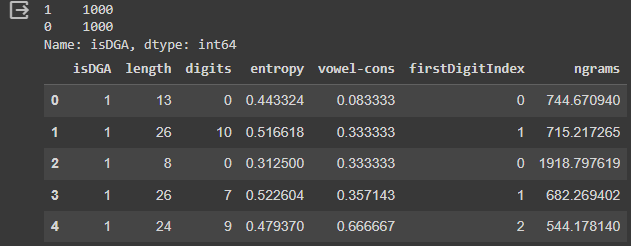 1    1000
0    1000
Name: isDGA, dtype: int64
isDGA length digits entropy vowel-cons firstDigitIndex ngrams
0 1 13 0 0.443324 0.083333 0 744.670940
1 1 26 10 0.516618 0.333333 1 715.217265
2 1 8 0 0.312500 0.333333 0 1918.797619
3 1 26 7 0.522604 0.357143 1 682.269402
4 1 24 9 0.479370 0.666667 2 544.178140